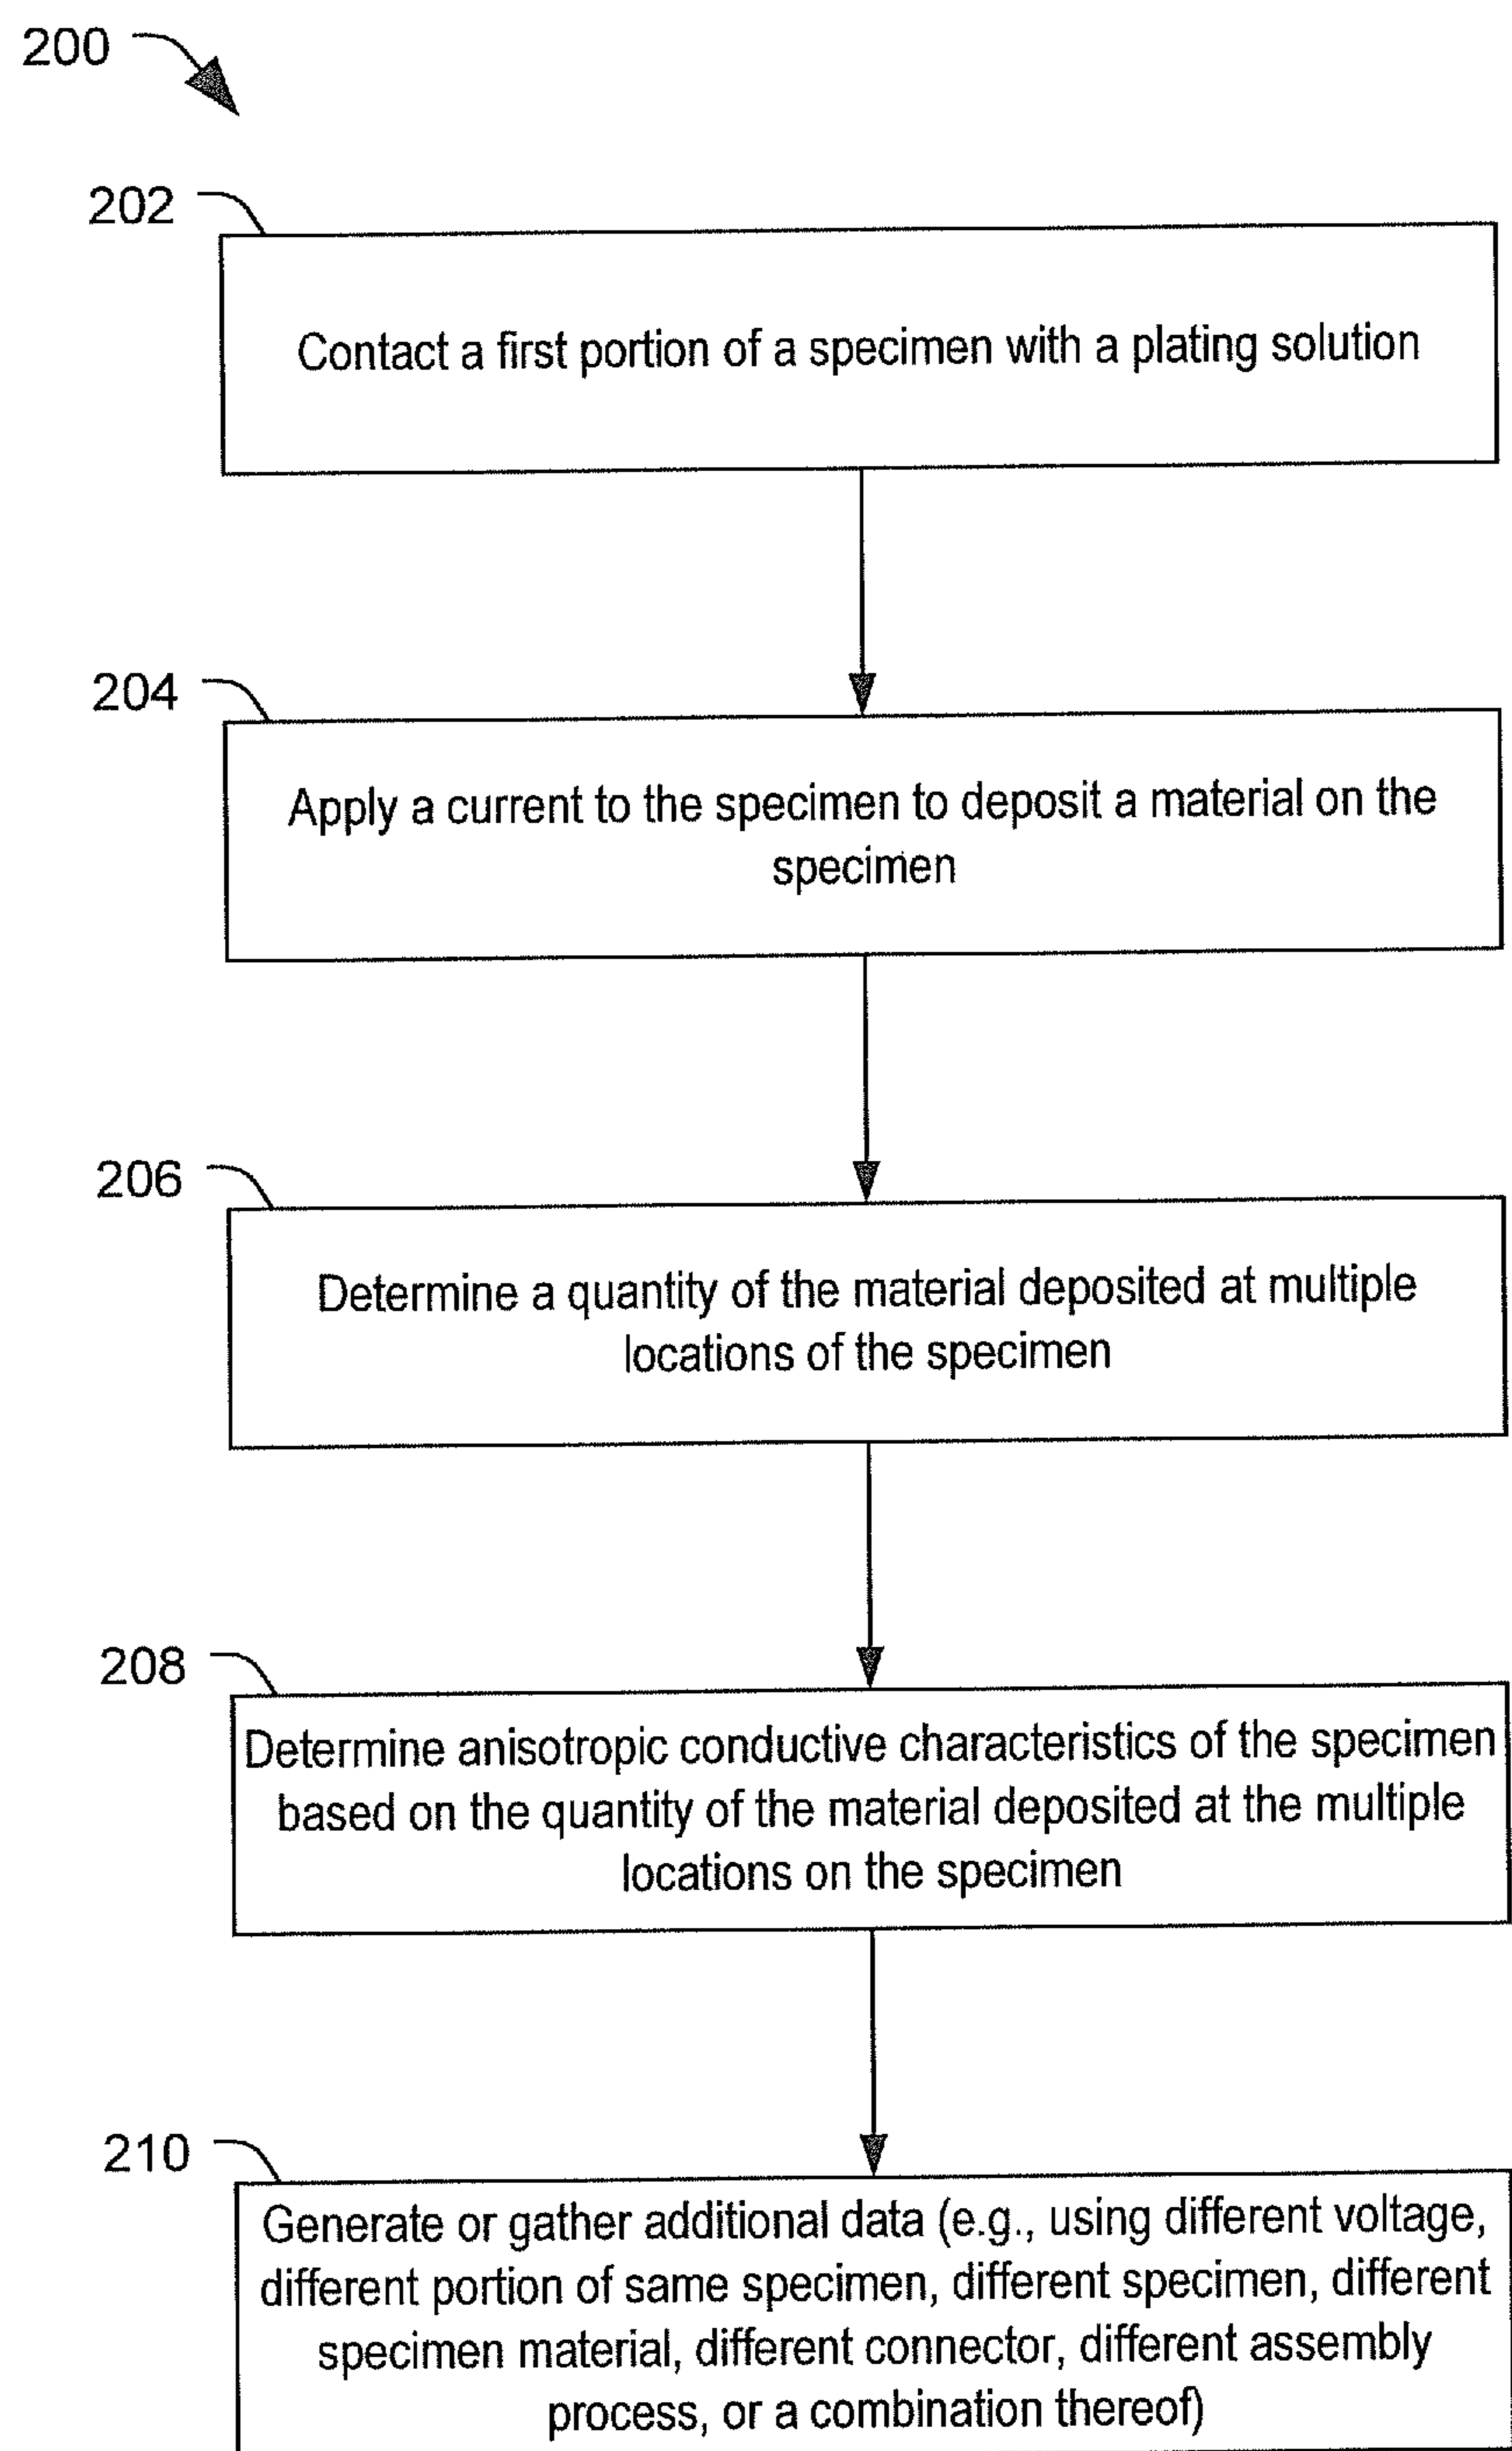 200
202
Contact a first portion of a specimen with a plating solution
204
Apply a current to the specimen to deposit a material on the
specimen
206
Determine a quantity of the material deposited at multiple
locations of the specimen
208
Determine anisotropic conductive characteristics of the specimen
based on the quantity of the material deposited at the multiple
locations on the specimen
210
Generate or gather additional data (e.g., using different voltage,
different portion of same specimen, different specimen, different
specimen material, different connector, different assembly
process, or a combination thereof)